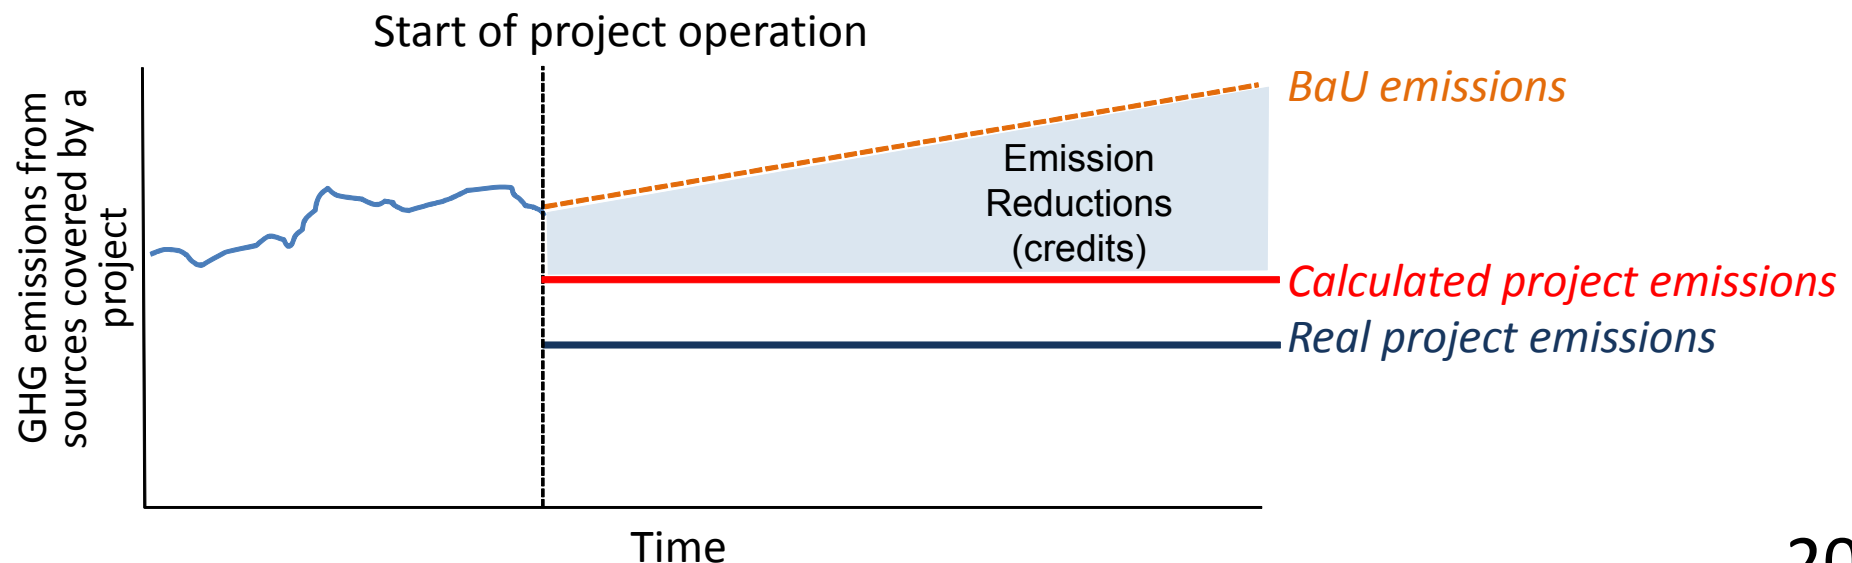 Start of project operation
GHG emissions from
sources covered by a
project
BaU emissions
Emission
Reductions
(credits)
Calculated project emissions
Real project emissions
Time
20